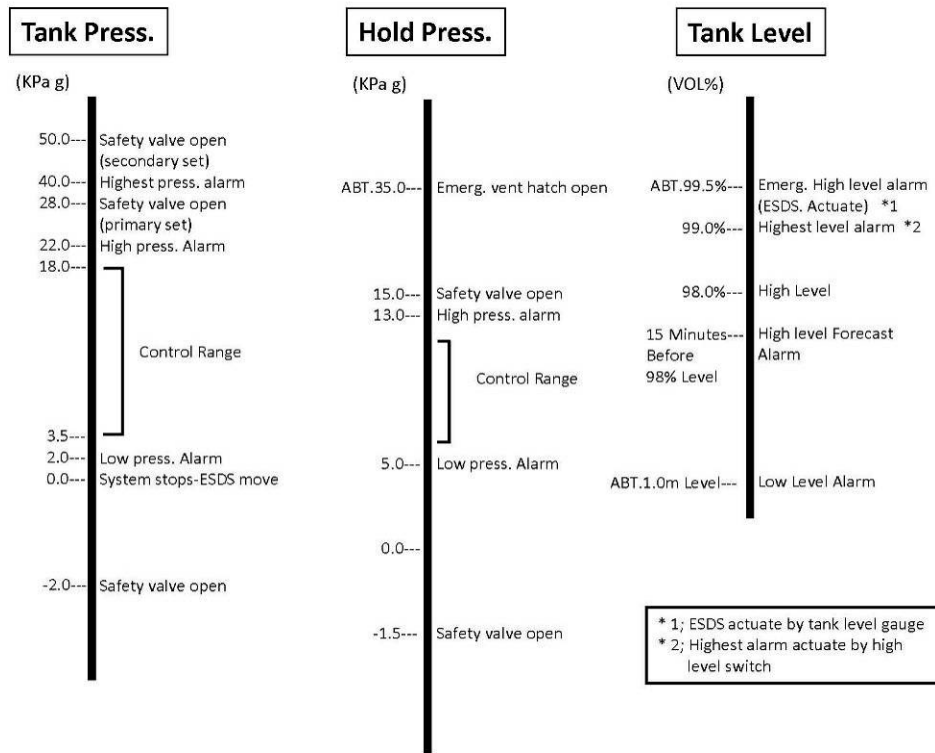 Tank Press.
(KPa g)
50.0--- Safety valve open
(secondary set)
40.0--- Highest press. alarm
28.0--- Safety valve open
(primary set)
22.0--- High press. Alarm
18.0---
Control Range
3.5---
2.0--- Low press. Alarm
0.0--- System stops-ESDS move
-2.0--- Safety valve open
Hold Press.
(KPa g)
ABT.35.0--- Emerg. vent hatch open
15.0--- Safety valve open
13.0--- High press. alarm
Control Range
5.0--- Low press. Alarm
0.0---
-1.5--- Safety valve open
Tank Level
(VOL%)
ABT.99.5%--- Emerg. High level alarm
(ESDS. Actuate) *1
99.0%--- Highest level alarm *2
98.0%--- High Level
15 Minutes--- High level Forecast
Before Alarm
98% Level
ABT.1.0m Level--- Low Level Alarm
* 1; ESDS actuate by tank level gauge
* 2; Highest alarm actuate by high
level switch